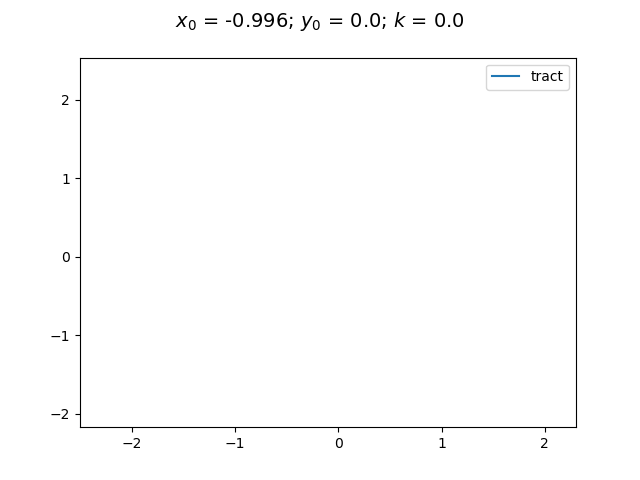 x₀ = -0.996; y₀ = 0.0; k = 0.0
tract
2
1
0
−1
−2
−2 −1 0 1 2